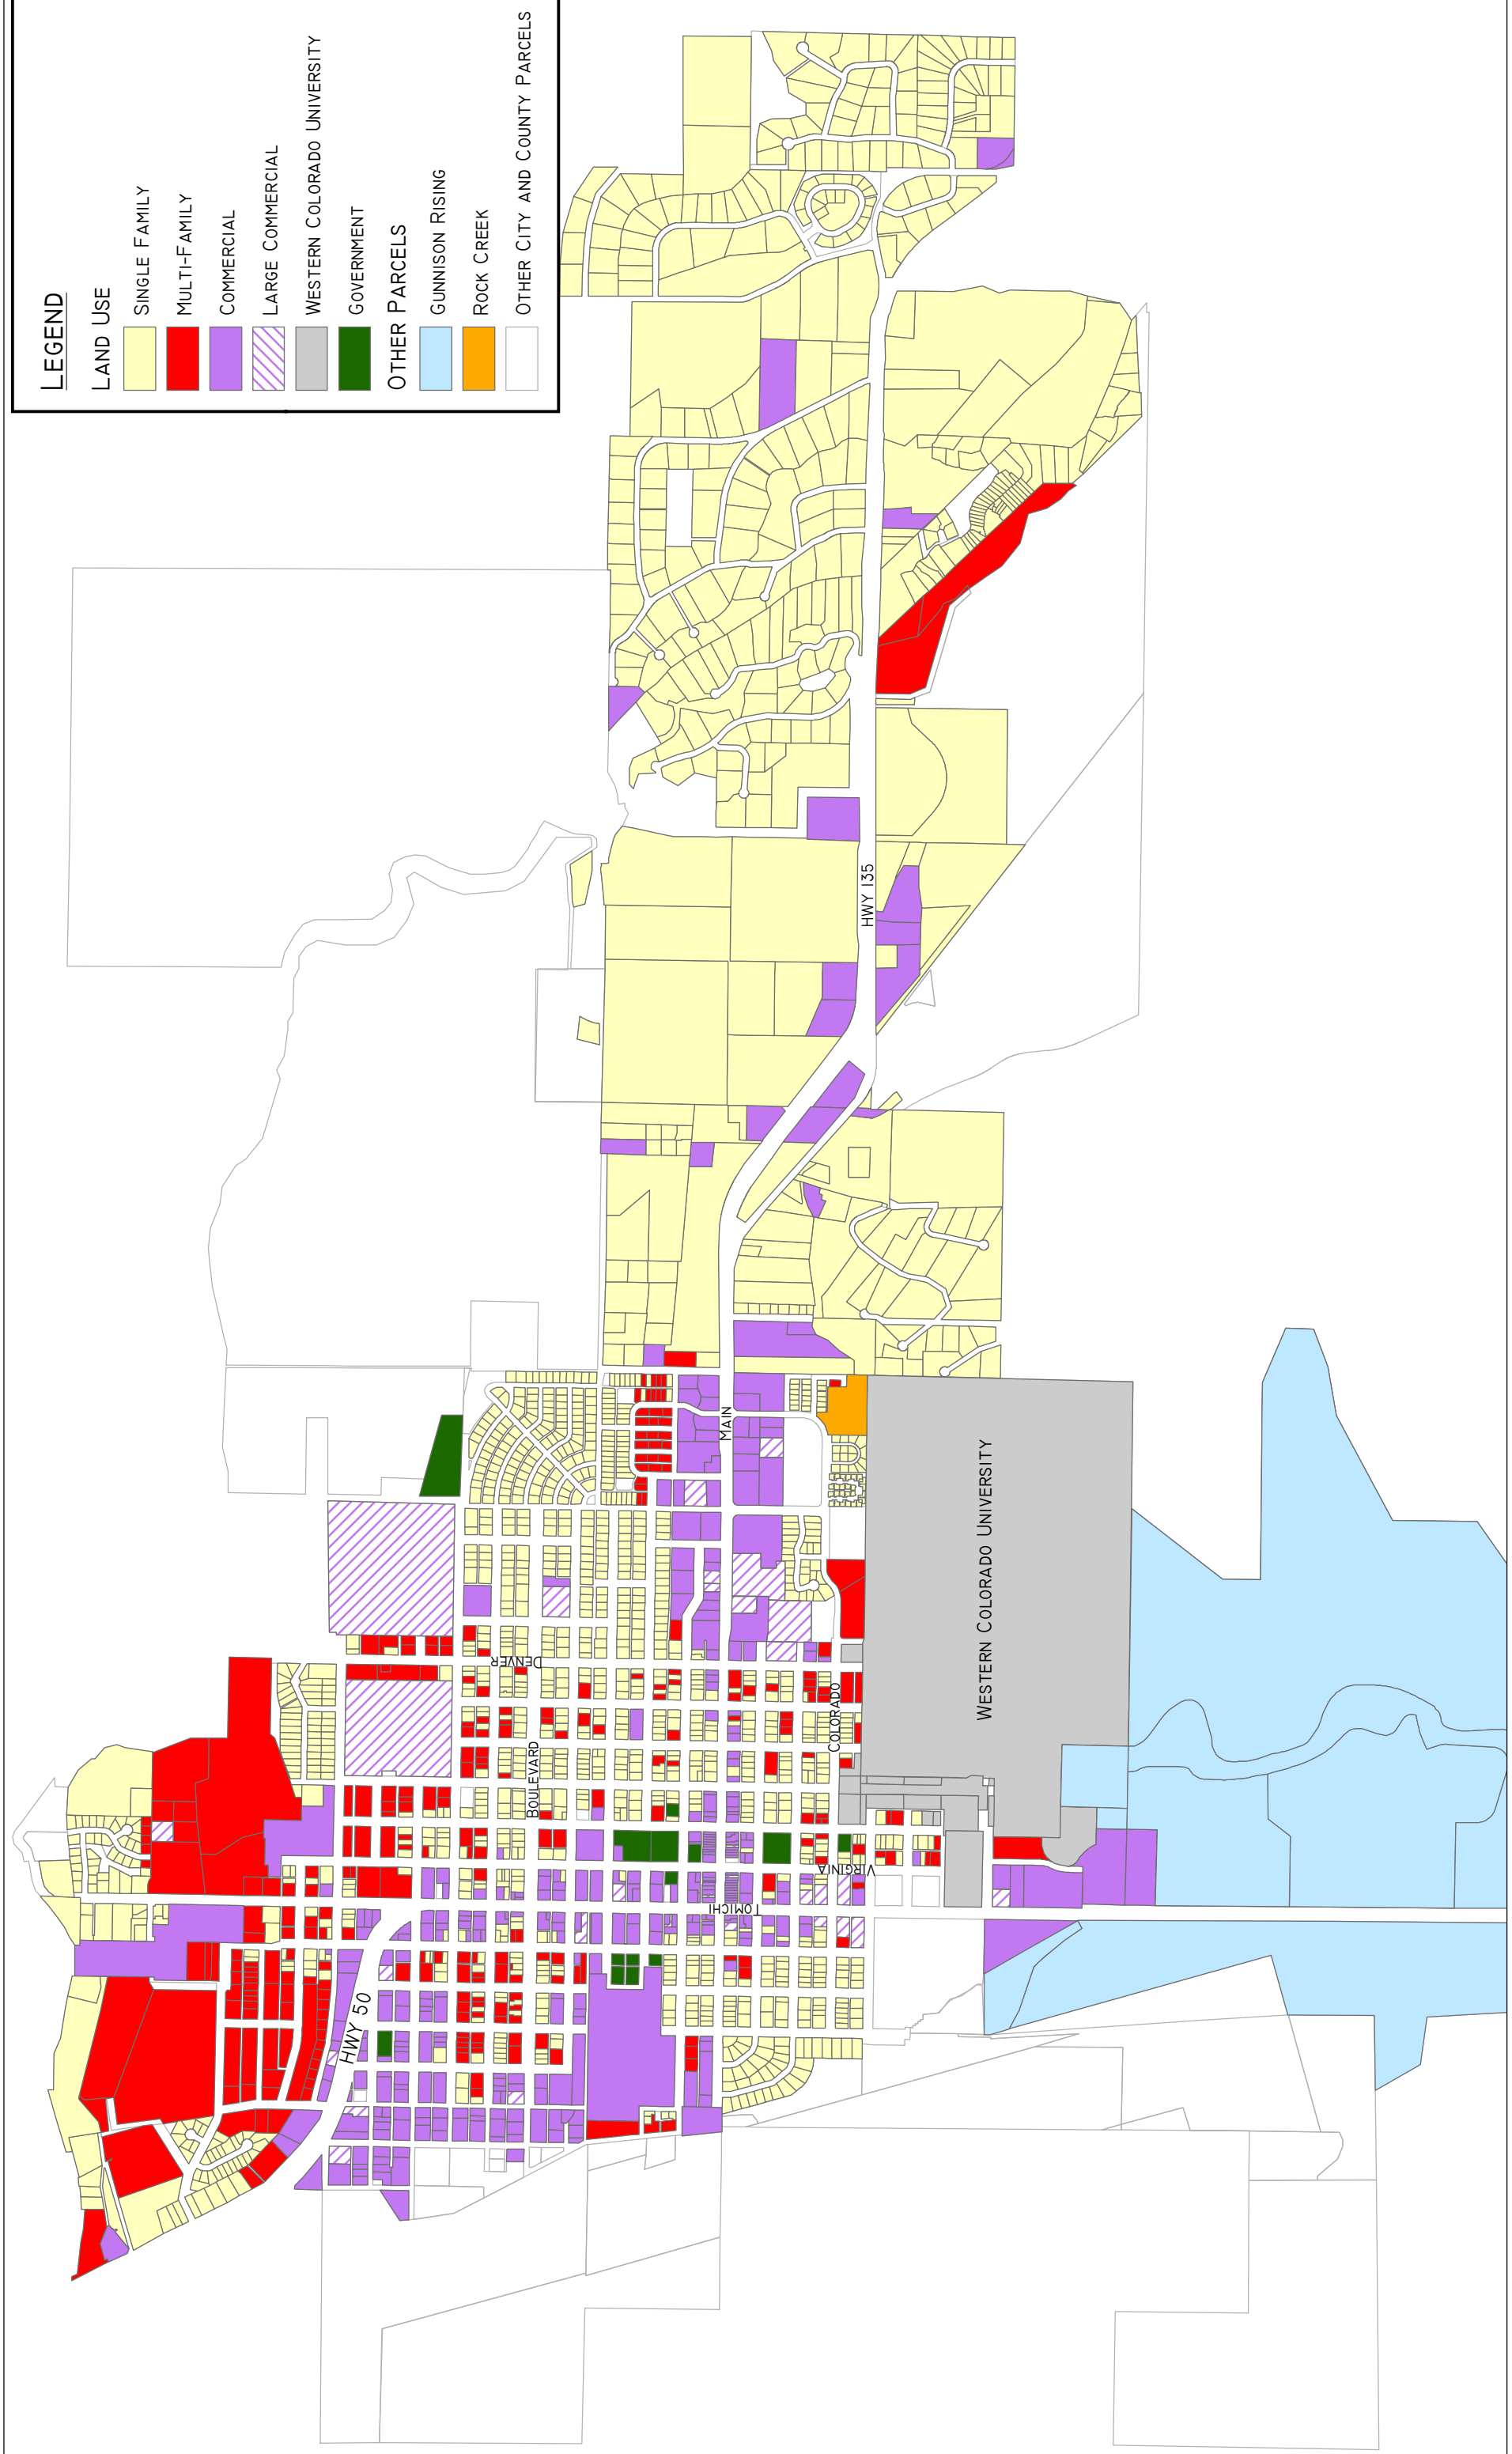 LEGEND
LAND USE
SINGLE FAMILY
MULTI-FAMILY
COMMERCIAL
LARGE COMMERCIAL
WESTERN COLORADO UNIVERSITY
GOVERNMENT
OTHER PARCELS
GUNNISON RISING
ROCK CREEK
OTHER CITY AND COUNTY PARCELS
HWY 135
MAIN
WESTERN COLORADO UNIVERSITY
DENVER
COLORADO
BOULEVARD
VIRGINIA
TOMICHI
HWY 50